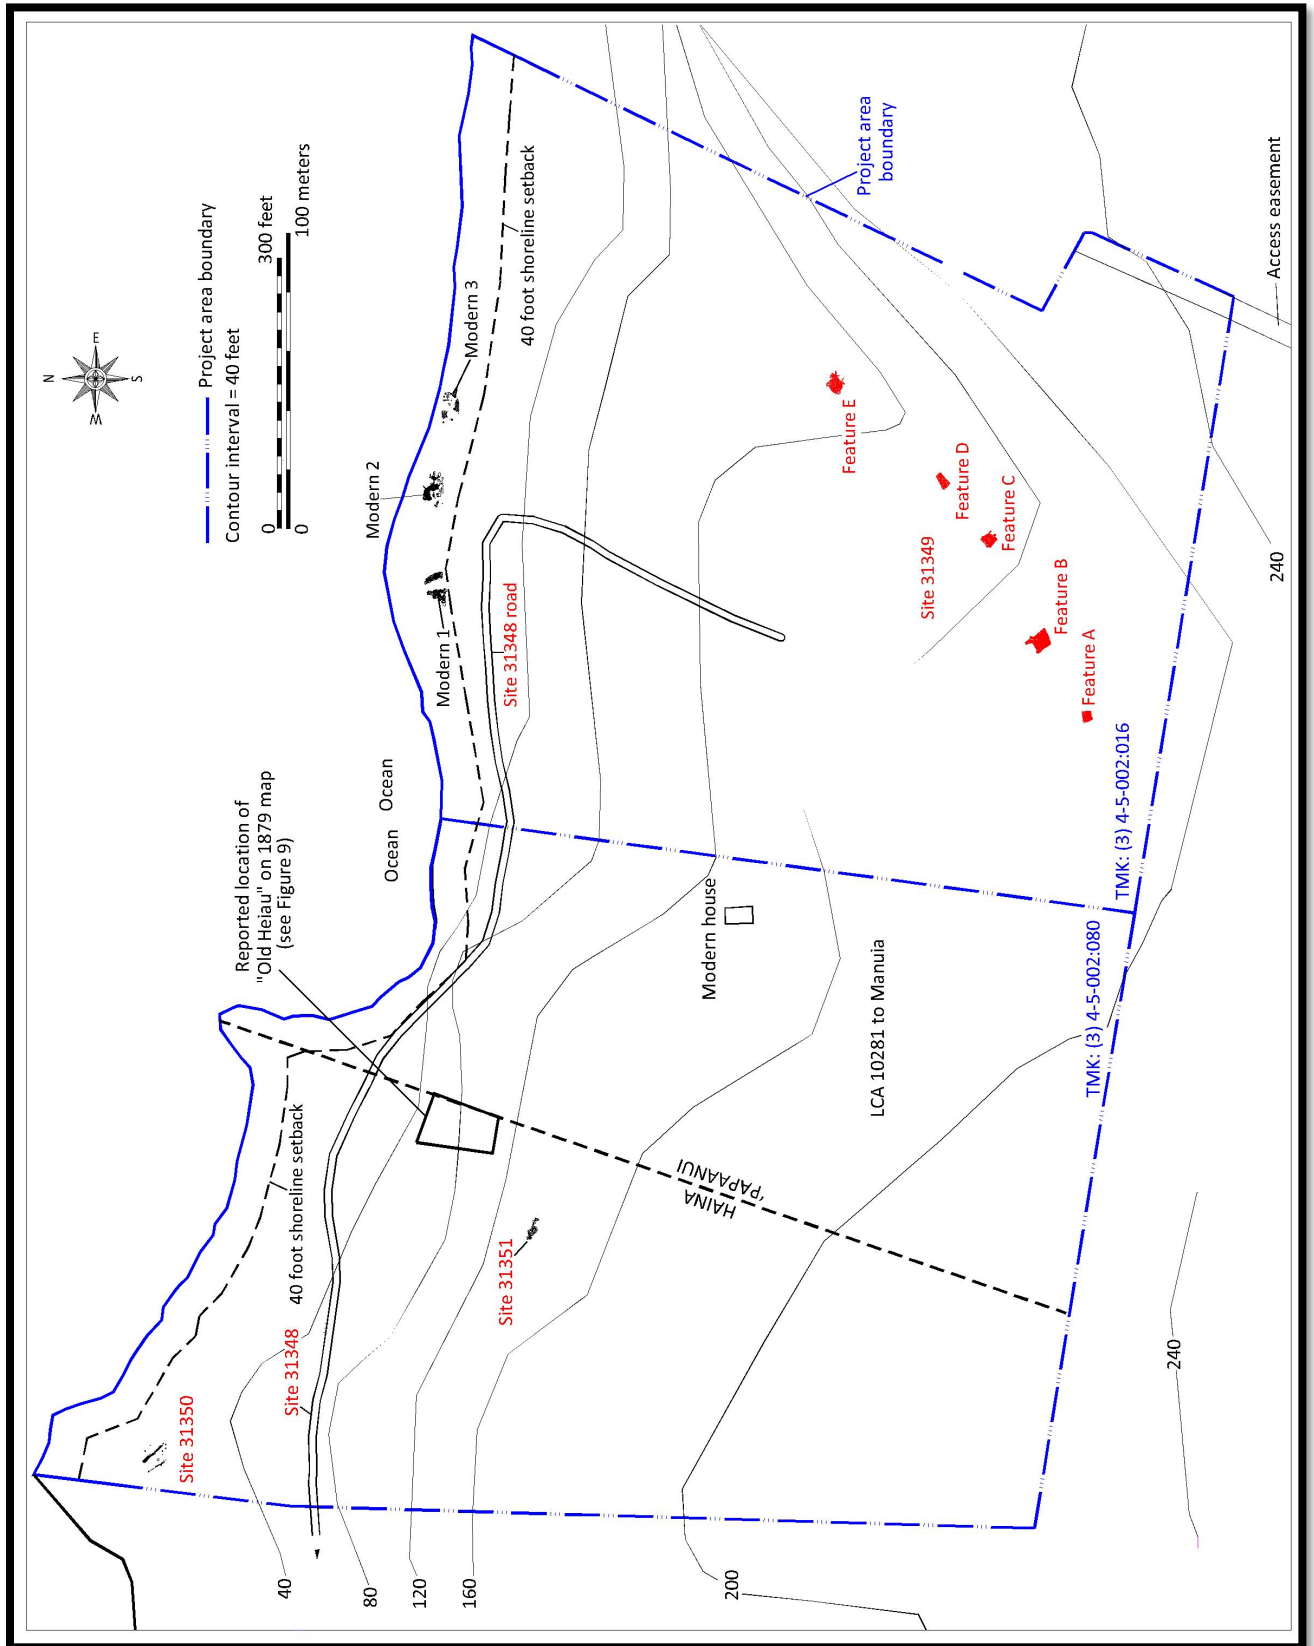 N
W
E
S
Project area boundary
Contour interval = 40 feet
0
300 feet
0
100 meters
Reported location of
"Old Heiau" on 1879 map
(see Figure 9)
Site 31350
Site 31348
40 foot shoreline setback
Ocean
Ocean
Modern 1
Modern 2
Modern 3
40 foot shoreline setback
Site 31348 road
40
80
120
160
200
240
240
Site 31351
HAINA
'PAPAANUI
Modern house
LCA 10281 to Manuia
Project area
boundary
Site 31349
Feature E
Feature D
Feature C
Feature B
Feature A
TMK: (3) 4-5-002:080
TMK: (3) 4-5-002:016
Access easement